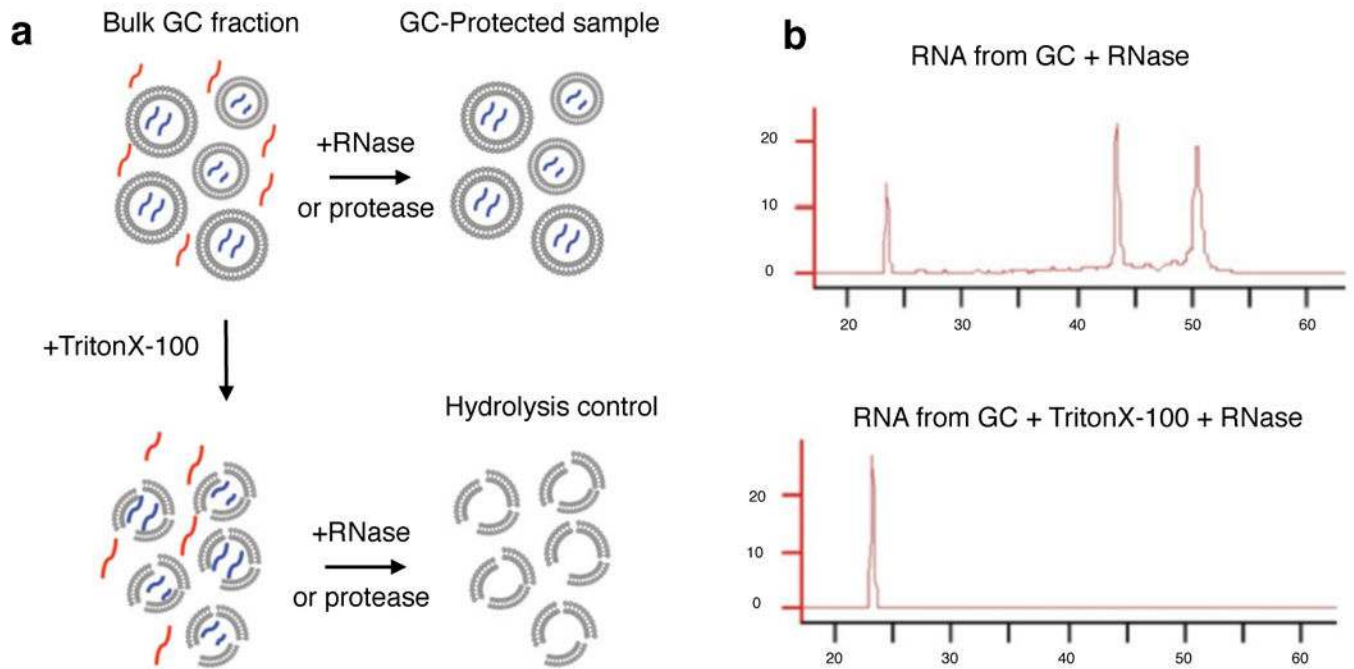 a
Bulk GC fraction
GC-Protected sample
+RNase
or protease
+TritonX-100
Hydrolysis control
+RNase
or protease
b
RNA from GC + RNase
20
10
0
20 30 40 50 60
RNA from GC + TritonX-100 + RNase
20
10
0
20 30 40 50 60